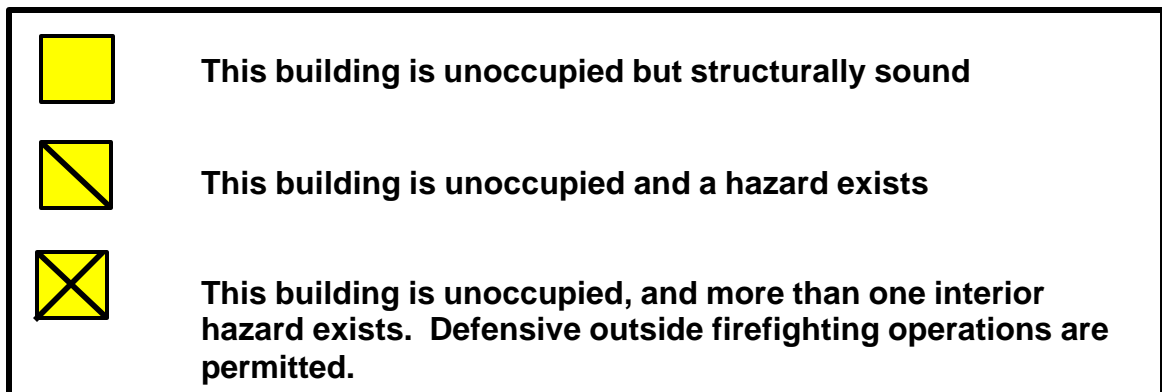 This building is unoccupied but structurally sound
This building is unoccupied and a hazard exists
This building is unoccupied, and more than one interior
hazard exists.  Defensive outside firefighting operations are
permitted.